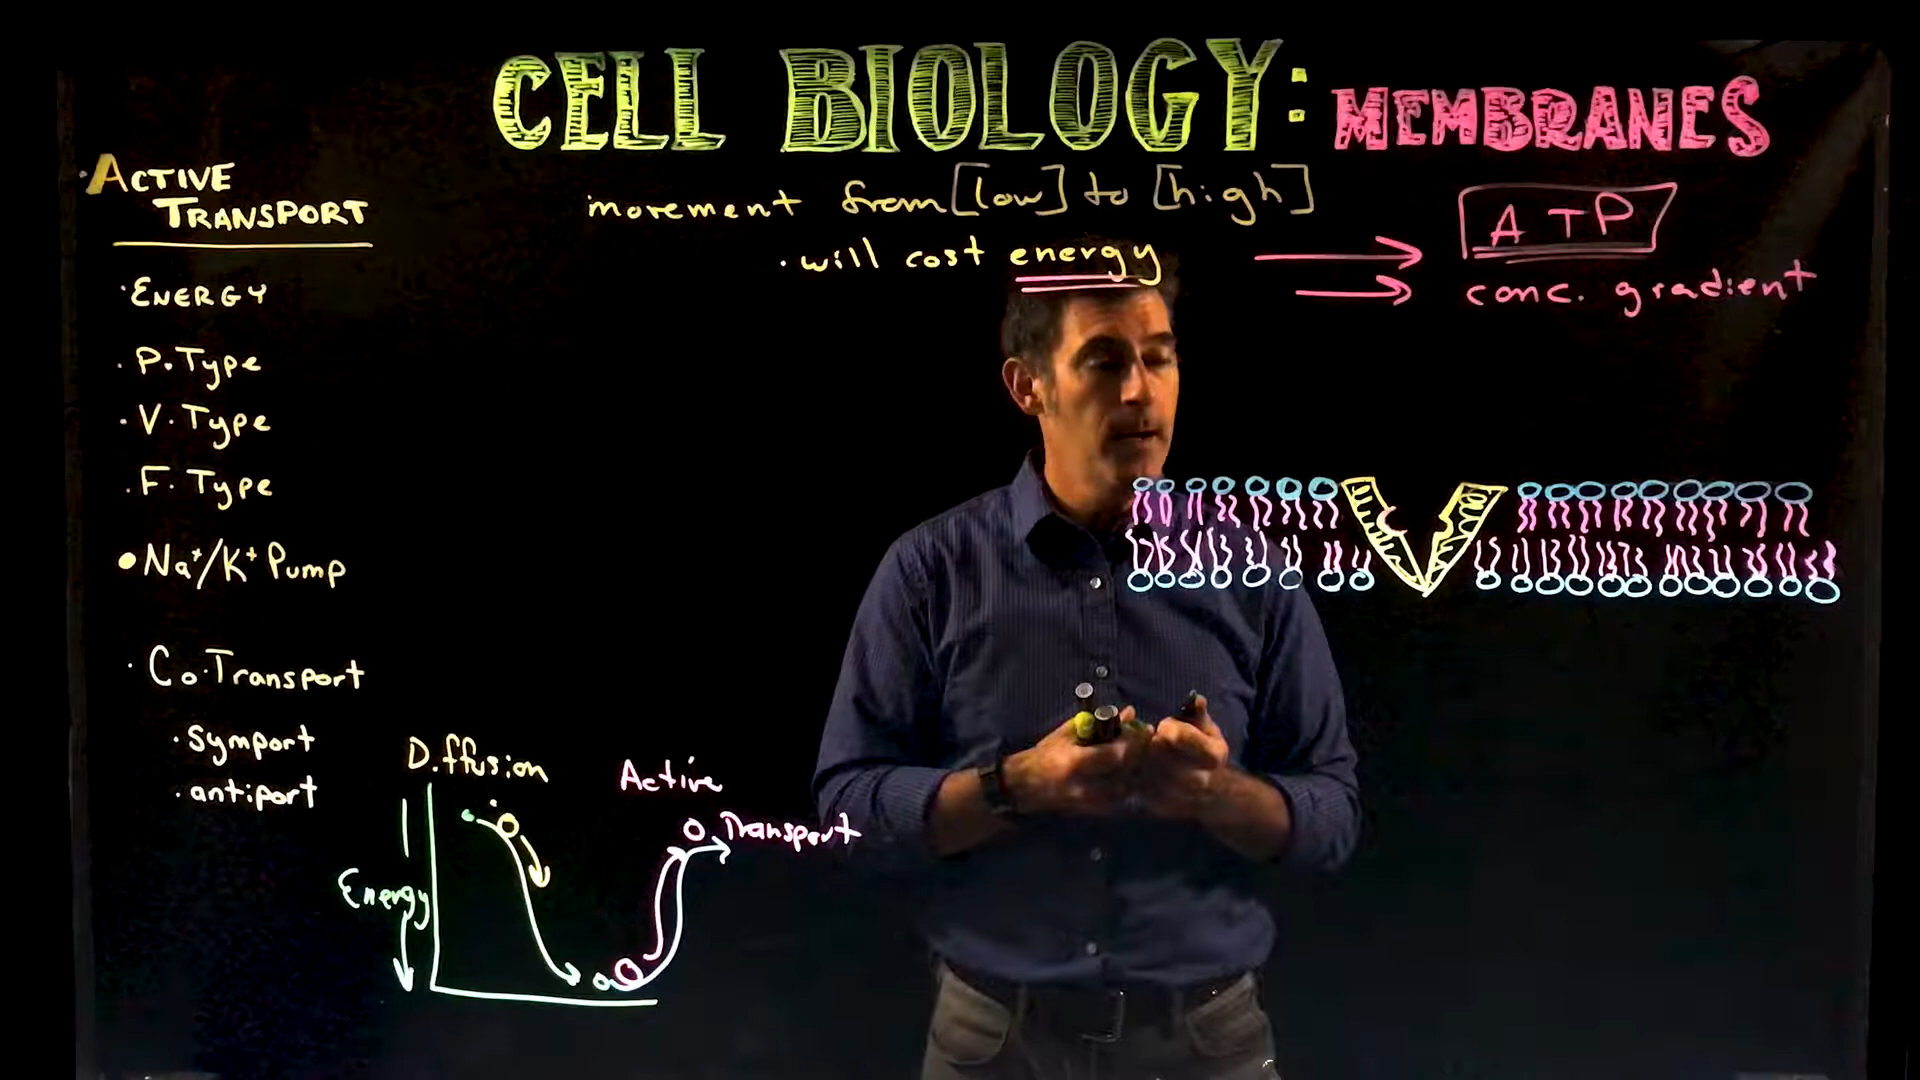 CELL BIOLOGY: MEMBRANES
ACTIVE
TRANSPORT
movement from [low] to [high]
ATP
· will cost energy
conc. gradient
· ENERGY
· P-Type
· V-Type
· F-Type
• Na⁺/K⁺ Pump
· Co-Transport
· symport
· antiport
Diffusion
Active
Transport
Energy